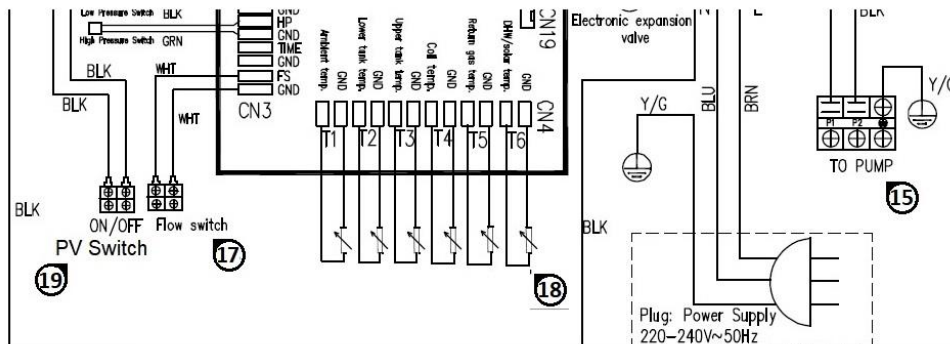 Low Pressure Switch
BLK
High Pressure Switch
GRN
GND
HP
GND
TIME
GND
FS
GND
CN3
WHT
WHT
BLK
BLK
BLK
ON/OFF
PV Switch
19
Flow switch
17
Ambient temp.
GND
Lower tank temp.
GND
Upper tank temp.
GND
Coil temp.
GND
Return gas temp.
GND
DHW/solar temp.
GND
T1
T2
T3
T4
T5
T6
CN4
CN19
18
Electronic expansion
valve
N
L
BLK
Y/G
BLU
BRN
BLK
Y/G
P1
P2
TO PUMP
15
Plug: Power Supply
220-240V~50Hz